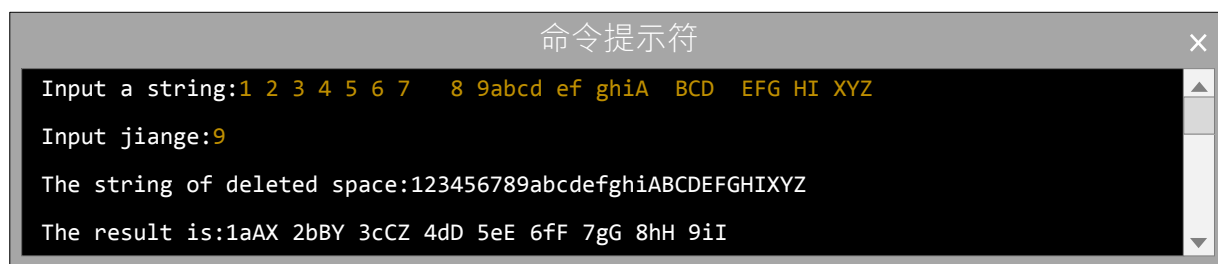 命令提示符
Input a string:1 2 3 4 5 6 7   8 9abcd ef ghiA  BCD  EFG HI XYZ
Input jiange:9
The string of deleted space:123456789abcdefghiABCDEFGHIXYZ
The result is:1aAX 2bBY 3cCZ 4dD 5eE 6fF 7gG 8hH 9iI